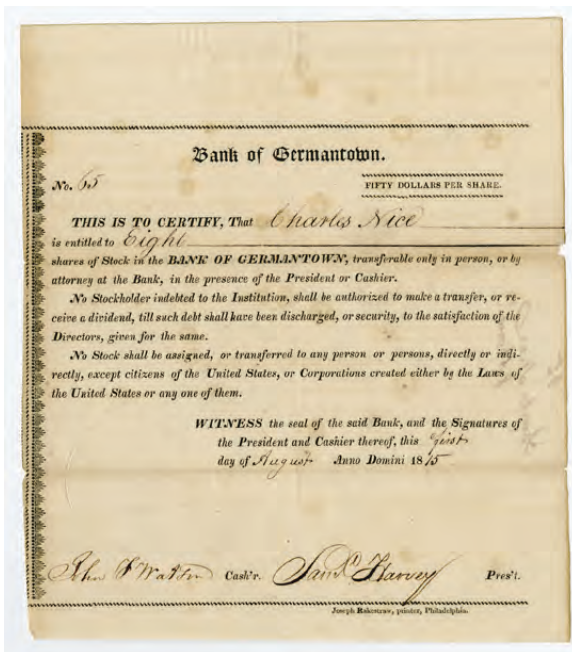 Bank of Germantown.
No. 65
FIFTY DOLLARS PER SHARE.
THIS IS TO CERTIFY, That Charles Nice
is entitled to Eight
shares of Stock in the BANK OF GERMANTOWN, transferable only in person, or by
attorney at the Bank, in the presence of the President or Cashier.
No Stockholder indebted to the Institution, shall be authorized to make a transfer, or re-
ceive a dividend, till such debt shall have been discharged, or security, to the satisfaction of the
Directors, given for the same.
No Stock shall be assigned, or transferred to any person or persons, directly or indi-
rectly, except citizens of the United States, or Corporations created either by the Laws of
the United States or any one of them.
WITNESS the seal of the said Bank, and the Signatures of
the President and Cashier thereof, this first
day of August Anno Domini 1815
John F Watson Cash'r. Saml Harvey Pres't.
Joseph Rakestraw, printer, Philadelphia.